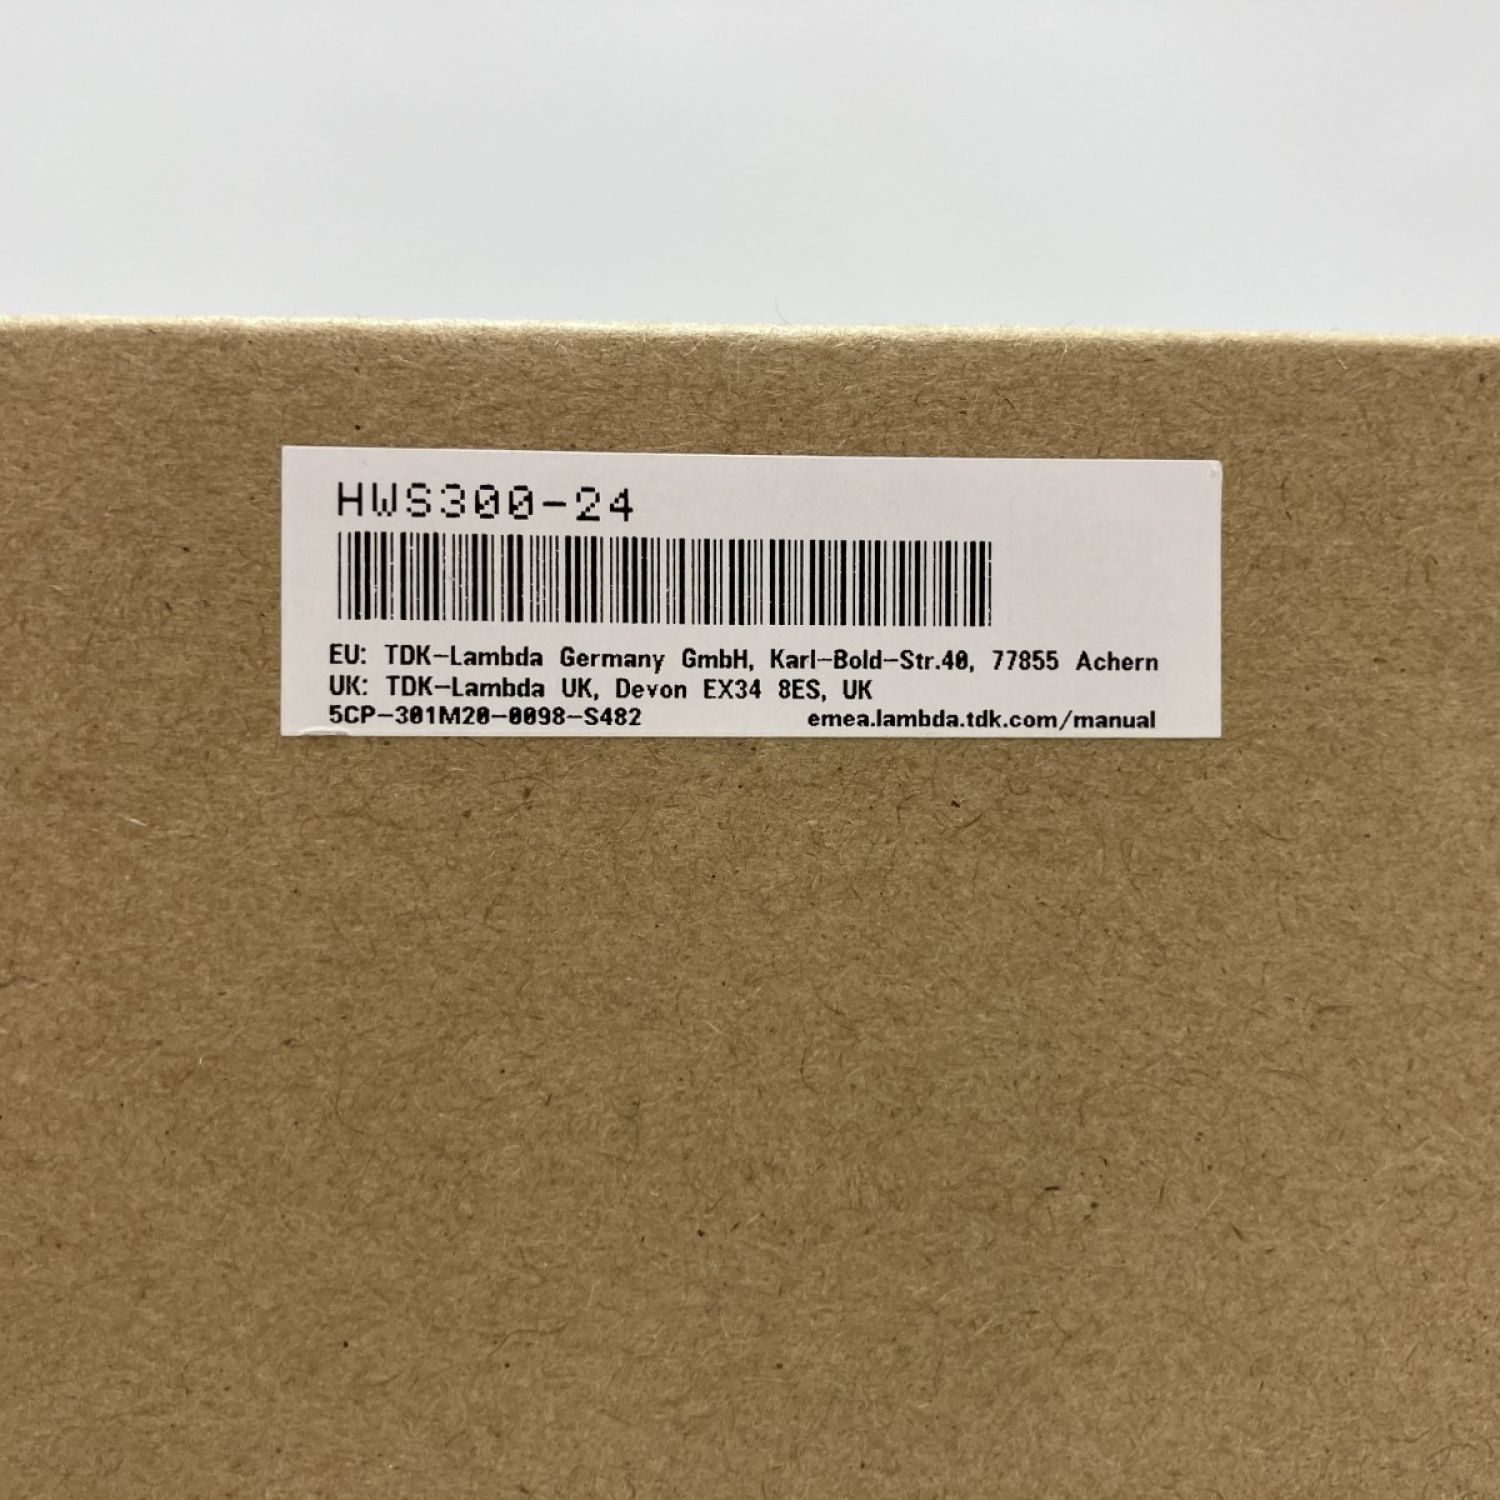 HWS300-24
EU: TDK-Lambda Germany GmbH, Karl-Bold-Str.40, 77855 Achern
UK: TDK-Lambda UK, Devon EX34 8ES, UK
5CP-301M20-0098-S482 emea.lambda.tdk.com/manual